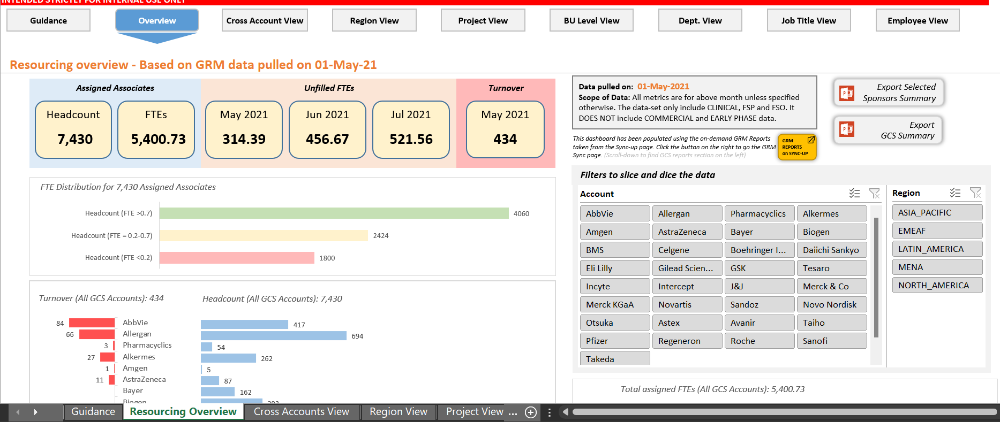 INTENDED STRICTLY FOR INTERNAL USE ONLY
Guidance
Overview
Cross Account View
Region View
Project View
BU Level View
Dept. View
Job Title View
Employee View
Resourcing overview - Based on GRM data pulled on 01-May-21
Assigned Associates
Unfilled FTEs
Turnover
Headcount
7,430
FTEs
5,400.73
May 2021
314.39
Jun 2021
456.67
Jul 2021
521.56
May 2021
434
Data pulled on: 01-May-2021
Scope of Data: All metrics are for above month unless specified
otherwise. The data-set only include CLINICAL, FSP and FSO. It
DOES NOT include COMMERCIAL and EARLY PHASE data.
This dashboard has been populated using the on-demand GRM Reports
taken from the Sync-up page. Click the button on the right to go the GRM
Sync page. (Scroll-down to find GCS reports section on the left)
GRM
REPORTS
on SYNC-UP
Export Selected
Sponsors Summary
Export
GCS Summary
FTE Distribution for 7,430 Assigned Associates
Headcount (FTE >0.7) 4060
Headcount (FTE = 0.2-0.7) 2424
Headcount (FTE <0.2) 1800
Turnover (All GCS Accounts): 434
Headcount (All GCS Accounts): 7,430
84 AbbVie 417
66 Allergan 694
3 Pharmacyclics 54
27 Alkermes 262
1 Amgen 5
11 AstraZeneca 87
Bayer 162
Biogen 293
Filters to slice and dice the data
Account
AbbVie Allergan Pharmacyclics Alkermes
Amgen AstraZeneca Bayer Biogen
BMS Celgene Boehringer I... Daiichi Sankyo
Eli Lilly Gilead Scien... GSK Tesaro
Incyte Intercept J&J Merck & Co
Merck KGaA Novartis Sandoz Novo Nordisk
Otsuka Astex Avanir Taiho
Pfizer Regeneron Roche Sanofi
Takeda
Region
ASIA_PACIFIC
EMEAF
LATIN_AMERICA
MENA
NORTH_AMERICA
Total assigned FTEs (All GCS Accounts): 5,400.73
Guidance
Resourcing Overview
Cross Accounts View
Region View
Project View ...